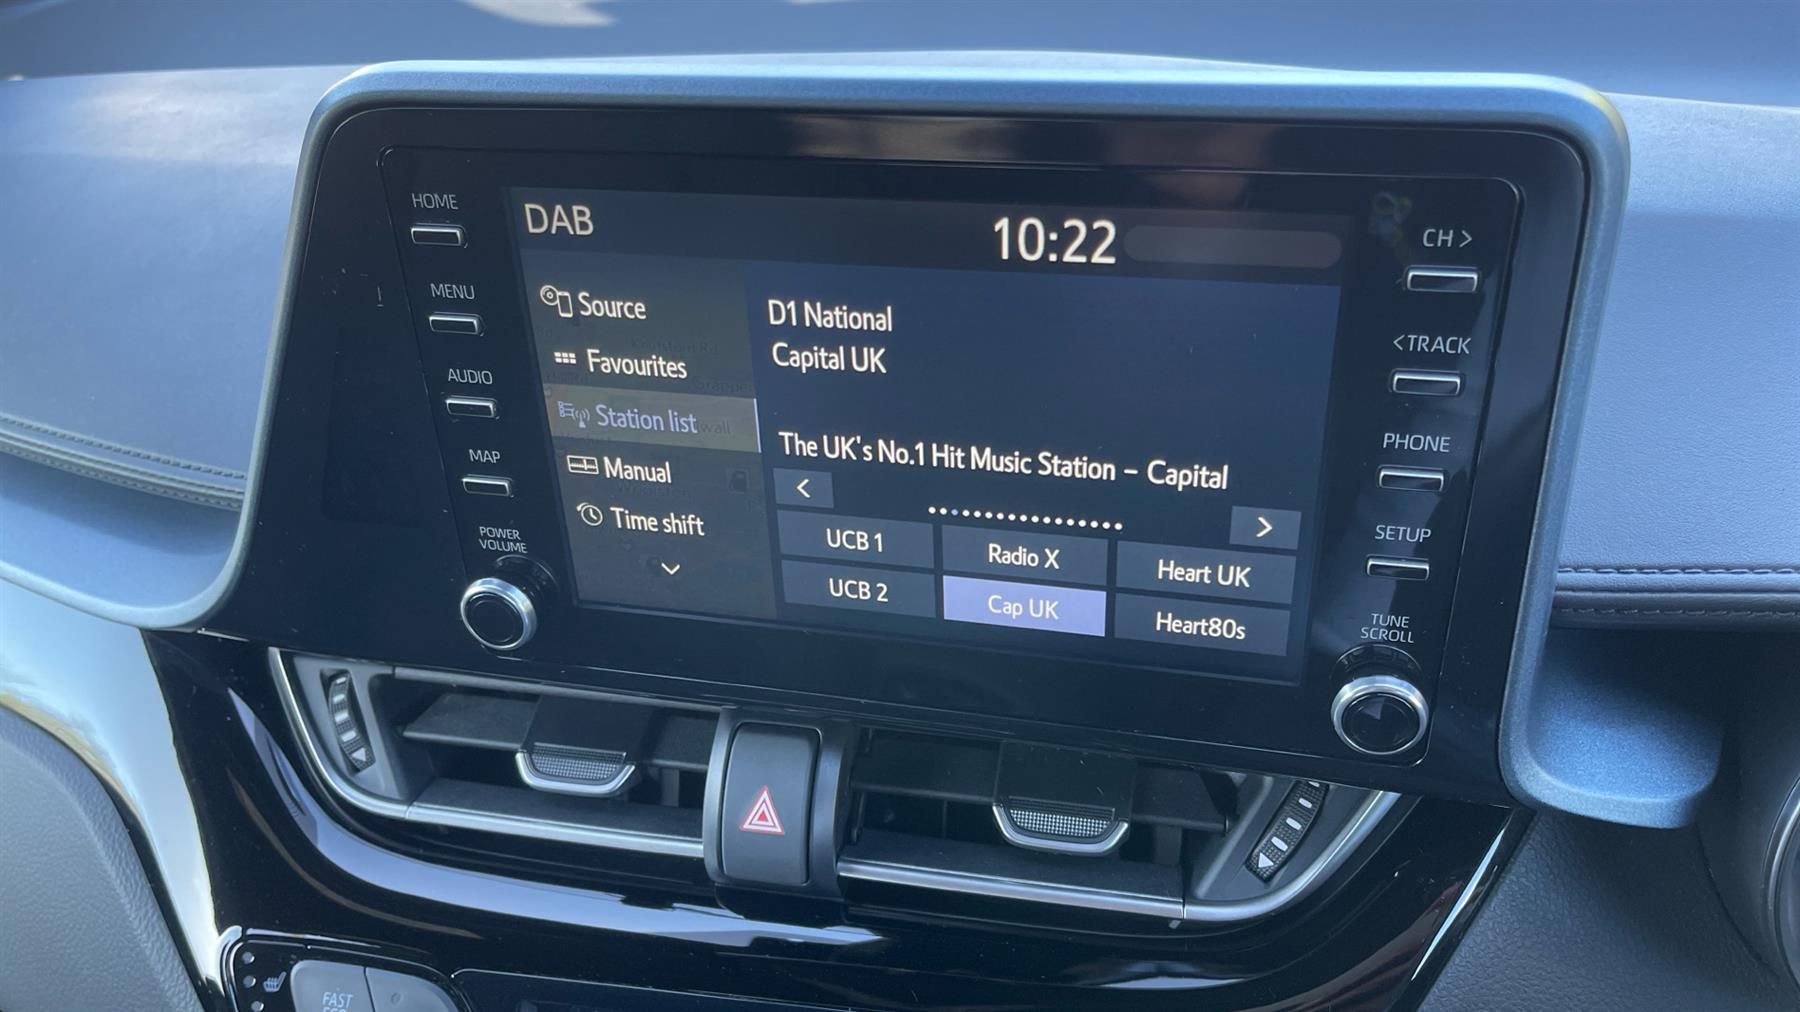 HOME
MENU
AUDIO
MAP
POWER
VOLUME
DAB
10:22
Source
Favourites
Station list
Manual
Time shift
D1 National
Capital UK
The UK's No.1 Hit Music Station – Capital
<
>
UCB 1
Radio X
Heart UK
UCB 2
Cap UK
Heart80s
CH >
<TRACK
PHONE
SETUP
TUNE
SCROLL
FAST